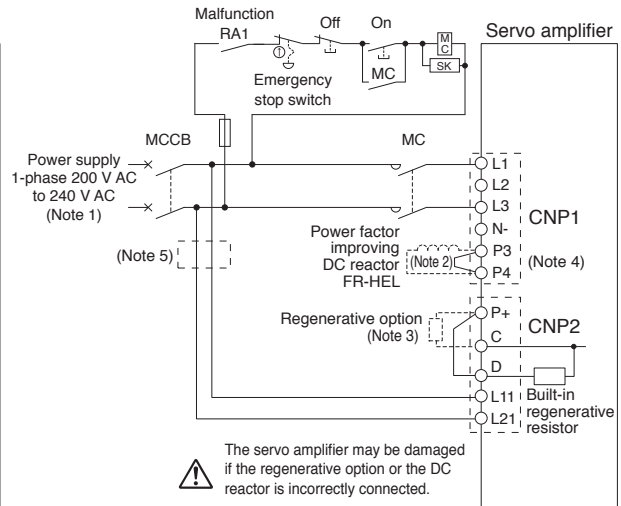 Malfunction
RA1
Off
On
MC
SK
MC
Emergency
stop switch
Servo amplifier
MCCB
MC
Power supply
1-phase 200 V AC
to 240 V AC
(Note 1)
(Note 5)
Power factor
improving
DC reactor
FR-HEL
(Note 2)
L1
L2
L3
N-
P3
P4
CNP1
(Note 4)
Regenerative option
(Note 3)
P+
C
D
L11
L21
CNP2
Built-in
regenerative
resistor
The servo amplifier may be damaged
if the regenerative option or the DC
reactor is incorrectly connected.